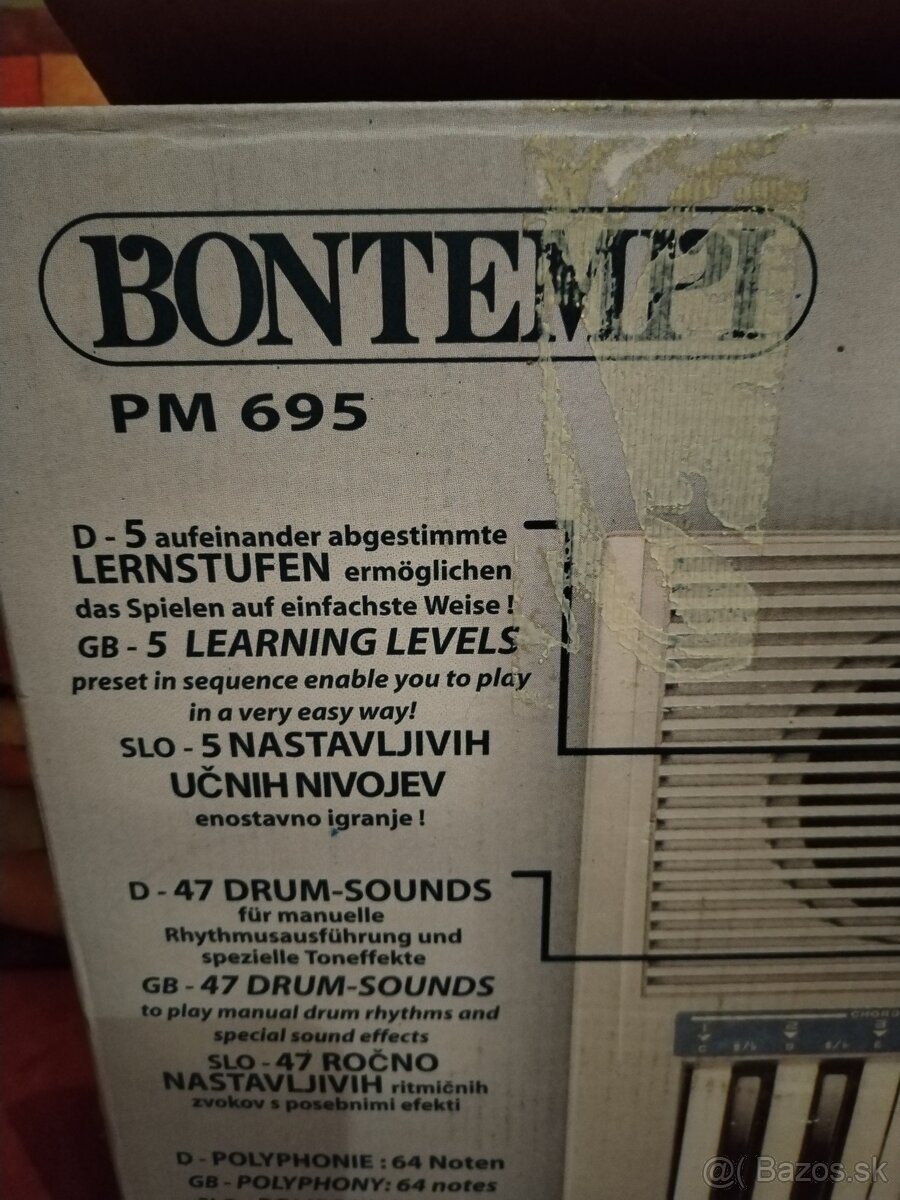 BONTEMPI
PM 695
D - 5 aufeinander abgestimmte
LERNSTUFEN ermöglichen
das Spielen auf einfachste Weise !
GB - 5 LEARNING LEVELS
preset in sequence enable you to play
in a very easy way!
SLO - 5 NASTAVLJIVIH
UČNIH NIVOJEV
enostavno igranje !
D - 47 DRUM-SOUNDS
für manuelle
Rhythmusausführung und
spezielle Toneffekte
GB - 47 DRUM-SOUNDS
to play manual drum rhythms and
special sound effects
SLO - 47 ROČNO
NASTAVLJIVIH ritmičnih
zvokov s posebnimi efekti
CHORD
D - POLYPHONIE : 64 Noten
GB - POLYPHONY: 64 notes
@( Bazos.sk